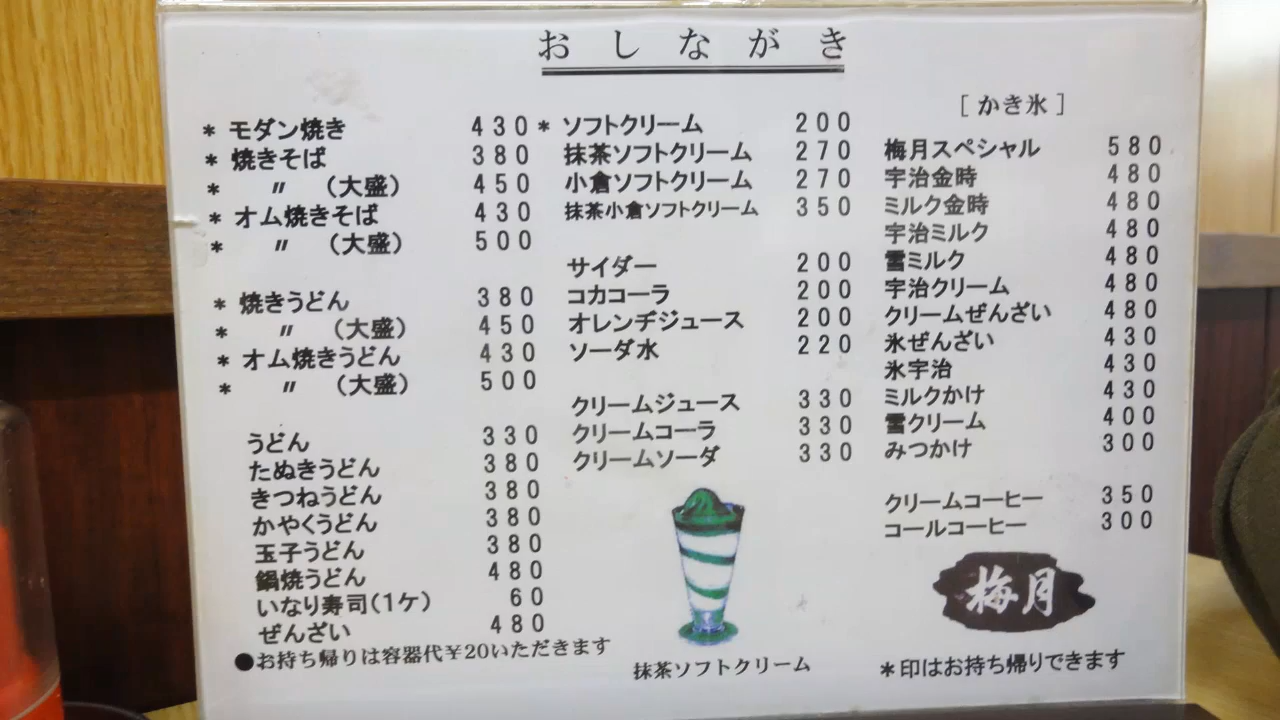 おしながき
* モダン焼き 430
* 焼きそば 380
* 〃 (大盛) 450
* オム焼きそば 430
* 〃 (大盛) 500
* 焼きうどん 380
* 〃 (大盛) 450
* オム焼きうどん 430
* 〃 (大盛) 500
うどん 330
たぬきうどん 380
きつねうどん 380
かやくうどん 380
玉子うどん 380
鍋焼うどん 480
いなり寿司(1ケ) 60
ぜんざい 480
●お持ち帰りは容器代¥20いただきます
* ソフトクリーム 200
抹茶ソフトクリーム 270
小倉ソフトクリーム 270
抹茶小倉ソフトクリーム 350
サイダー 200
コカコーラ 200
オレンヂジュース 200
ソーダ水 220
クリームジュース 330
クリームコーラ 330
クリームソーダ 330
抹茶ソフトクリーム
[かき氷]
梅月スペシャル 580
宇治金時 480
ミルク金時 480
宇治ミルク 480
雪ミルク 480
宇治クリーム 480
クリームぜんざい 480
氷ぜんざい 430
氷宇治 430
ミルクかけ 430
雪クリーム 400
みつかけ 300
クリームコーヒー 350
コールコーヒー 300
梅月
*印はお持ち帰りできます